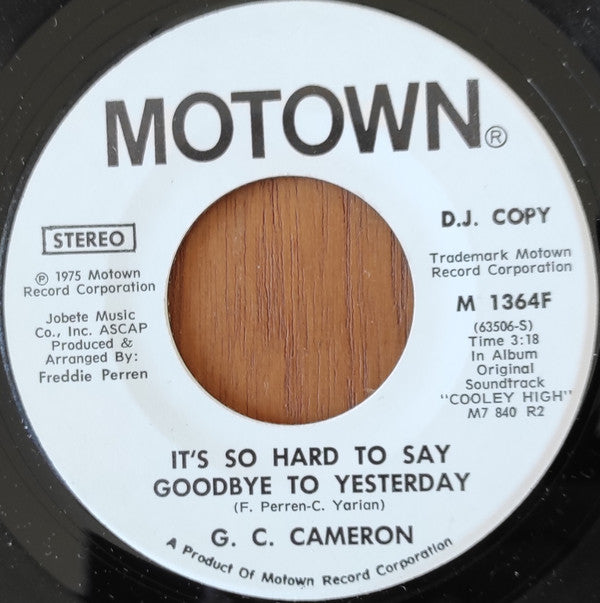 MOTOWN®
STEREO
℗ 1975 Motown
Record Corporation
Jobete Music
Co., Inc. ASCAP
Produced &
Arranged By:
Freddie Perren
D.J. COPY
Trademark Motown
Record Corporation
M 1364F
(63506-S)
Time 3:18
In Album
Original
Soundtrack
"COOLEY HIGH"
M7 840 R2
IT'S SO HARD TO SAY
GOODBYE TO YESTERDAY
(F. Perren-C. Yarian)
G. C. CAMERON
A Product Of Motown Record Corporation